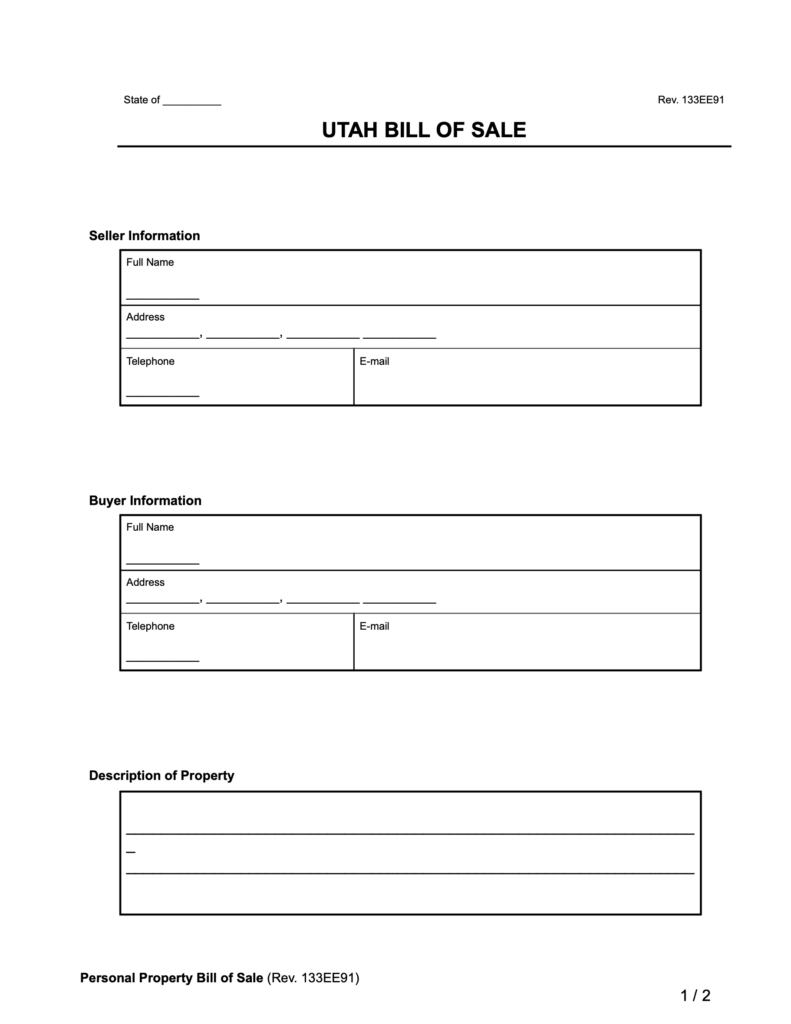 State of __________ Rev. 133EE91
UTAH BILL OF SALE
Seller Information
Full Name
____________
Address
____________, ____________, ____________ ____________
Telephone E-mail
____________
Buyer Information
Full Name
____________
Address
____________, ____________, ____________ ____________
Telephone E-mail
____________
Description of Property
Personal Property Bill of Sale (Rev. 133EE91)
1 / 2